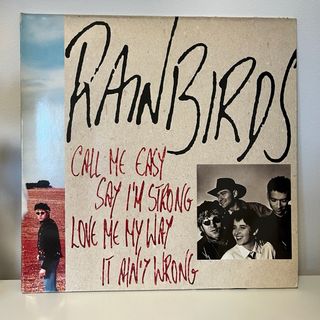 RAINBIRDS
CALL ME EASY
SAY I'M STRONG
LOVE ME MY WAY
IT AIN'T WRONG